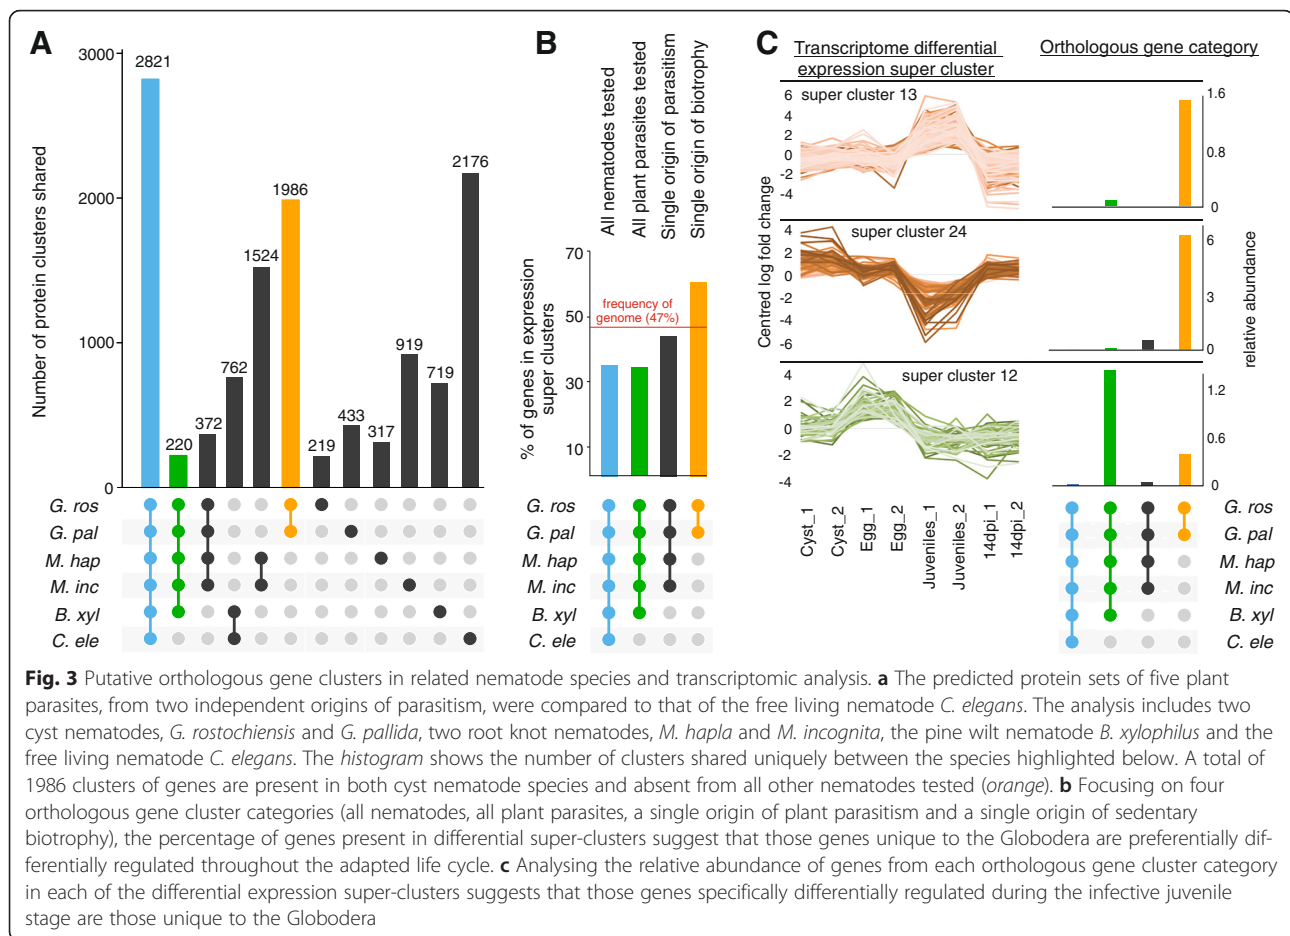 A
Number of protein clusters shared
3000
2000
1000
0
2821
220
372
762
1524
1986
219
433
317
919
719
2176
G. ros
G. pal
M. hap
M. inc
B. xyl
C. ele
B
All nematodes tested
All plant parasites tested
Single origin of parasitism
Single origin of biotrophy
% of genes in expression
super clusters
70
50
30
10
frequency of
genome (47%)
C
Transcriptome differential
expression super cluster
Orthologous gene category
Centred log fold change
relative abundance
super cluster 13
6
4
2
0
-2
-4
1.6
0.8
0
super cluster 24
4
2
0
-2
-4
-6
6
3
0
super cluster 12
4
2
0
-2
-4
1.2
0.6
0
Cyst_1
Cyst_2
Egg_1
Egg_2
Juveniles_1
Juveniles_2
14dpi_1
14dpi_2
G. ros
G. pal
M. hap
M. inc
B. xyl
C. ele
Fig. 3 Putative orthologous gene clusters in related nematode species and transcriptomic analysis. a The predicted protein sets of five plant
parasites, from two independent origins of parasitism, were compared to that of the free living nematode C. elegans. The analysis includes two
cyst nematodes, G. rostochiensis and G. pallida, two root knot nematodes, M. hapla and M. incognita, the pine wilt nematode B. xylophilus and the
free living nematode C. elegans. The histogram shows the number of clusters shared uniquely between the species highlighted below. A total of
1986 clusters of genes are present in both cyst nematode species and absent from all other nematodes tested (orange). b Focusing on four
orthologous gene cluster categories (all nematodes, all plant parasites, a single origin of plant parasitism and a single origin of sedentary
biotrophy), the percentage of genes present in differential super-clusters suggest that those genes unique to the Globodera are preferentially dif-
ferentially regulated throughout the adapted life cycle. c Analysing the relative abundance of genes from each orthologous gene cluster category
in each of the differential expression super-clusters suggests that those genes specifically differentially regulated during the infective juvenile
stage are those unique to the Globodera